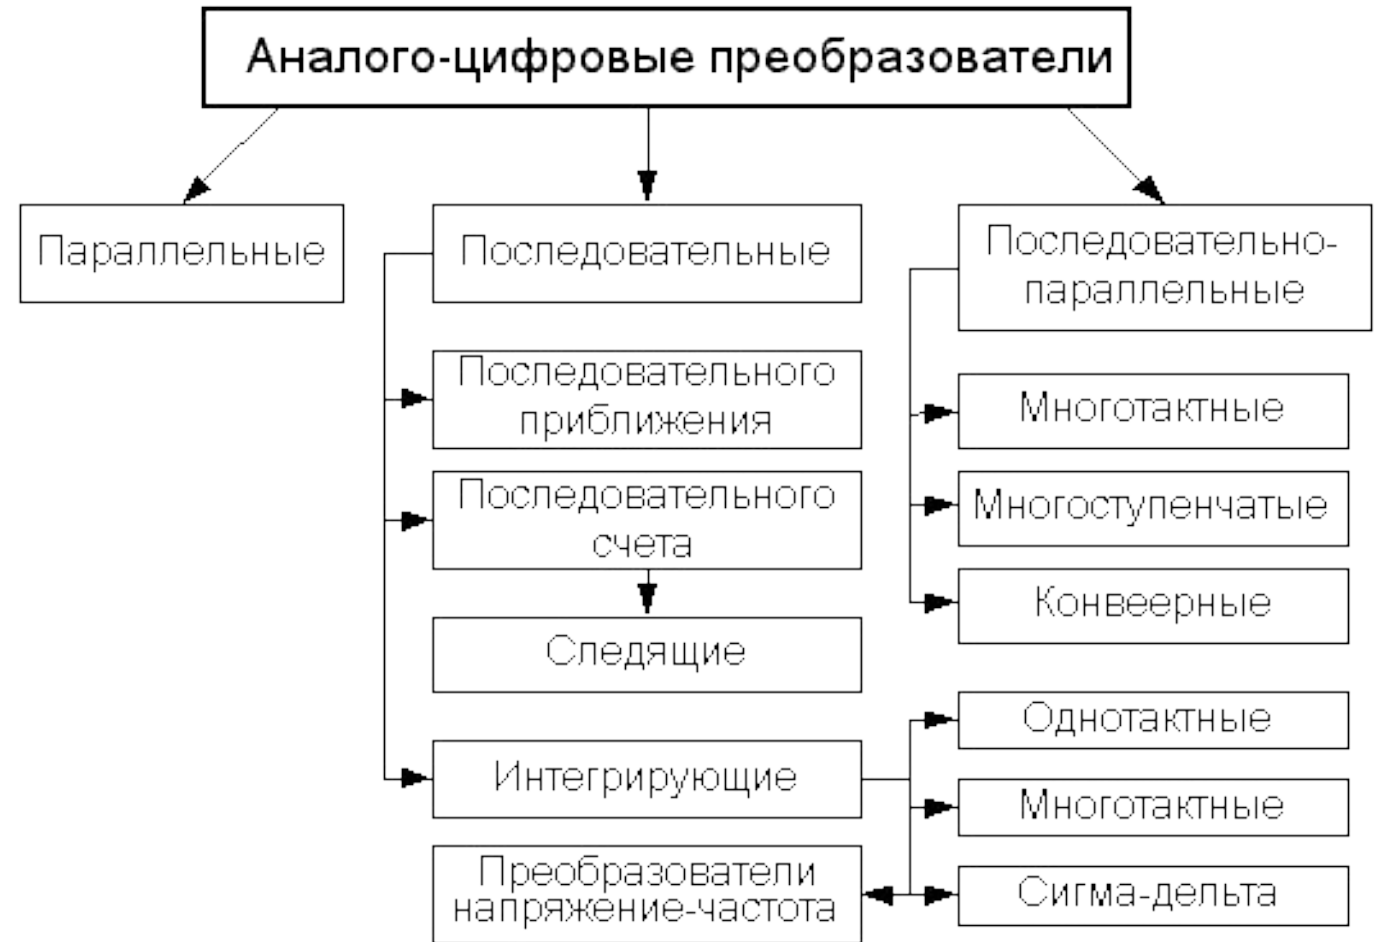 Аналого-цифровые преобразователи
Параллельные
Последовательные
Последовательно-
параллельные
Последовательного
приближения
Многотактные
Последовательного
счета
Многоступенчатые
Следящие
Конвеерные
Интегрирующие
Однотактные
Многотактные
Преобразователи
напряжение-частота
Сигма-дельта